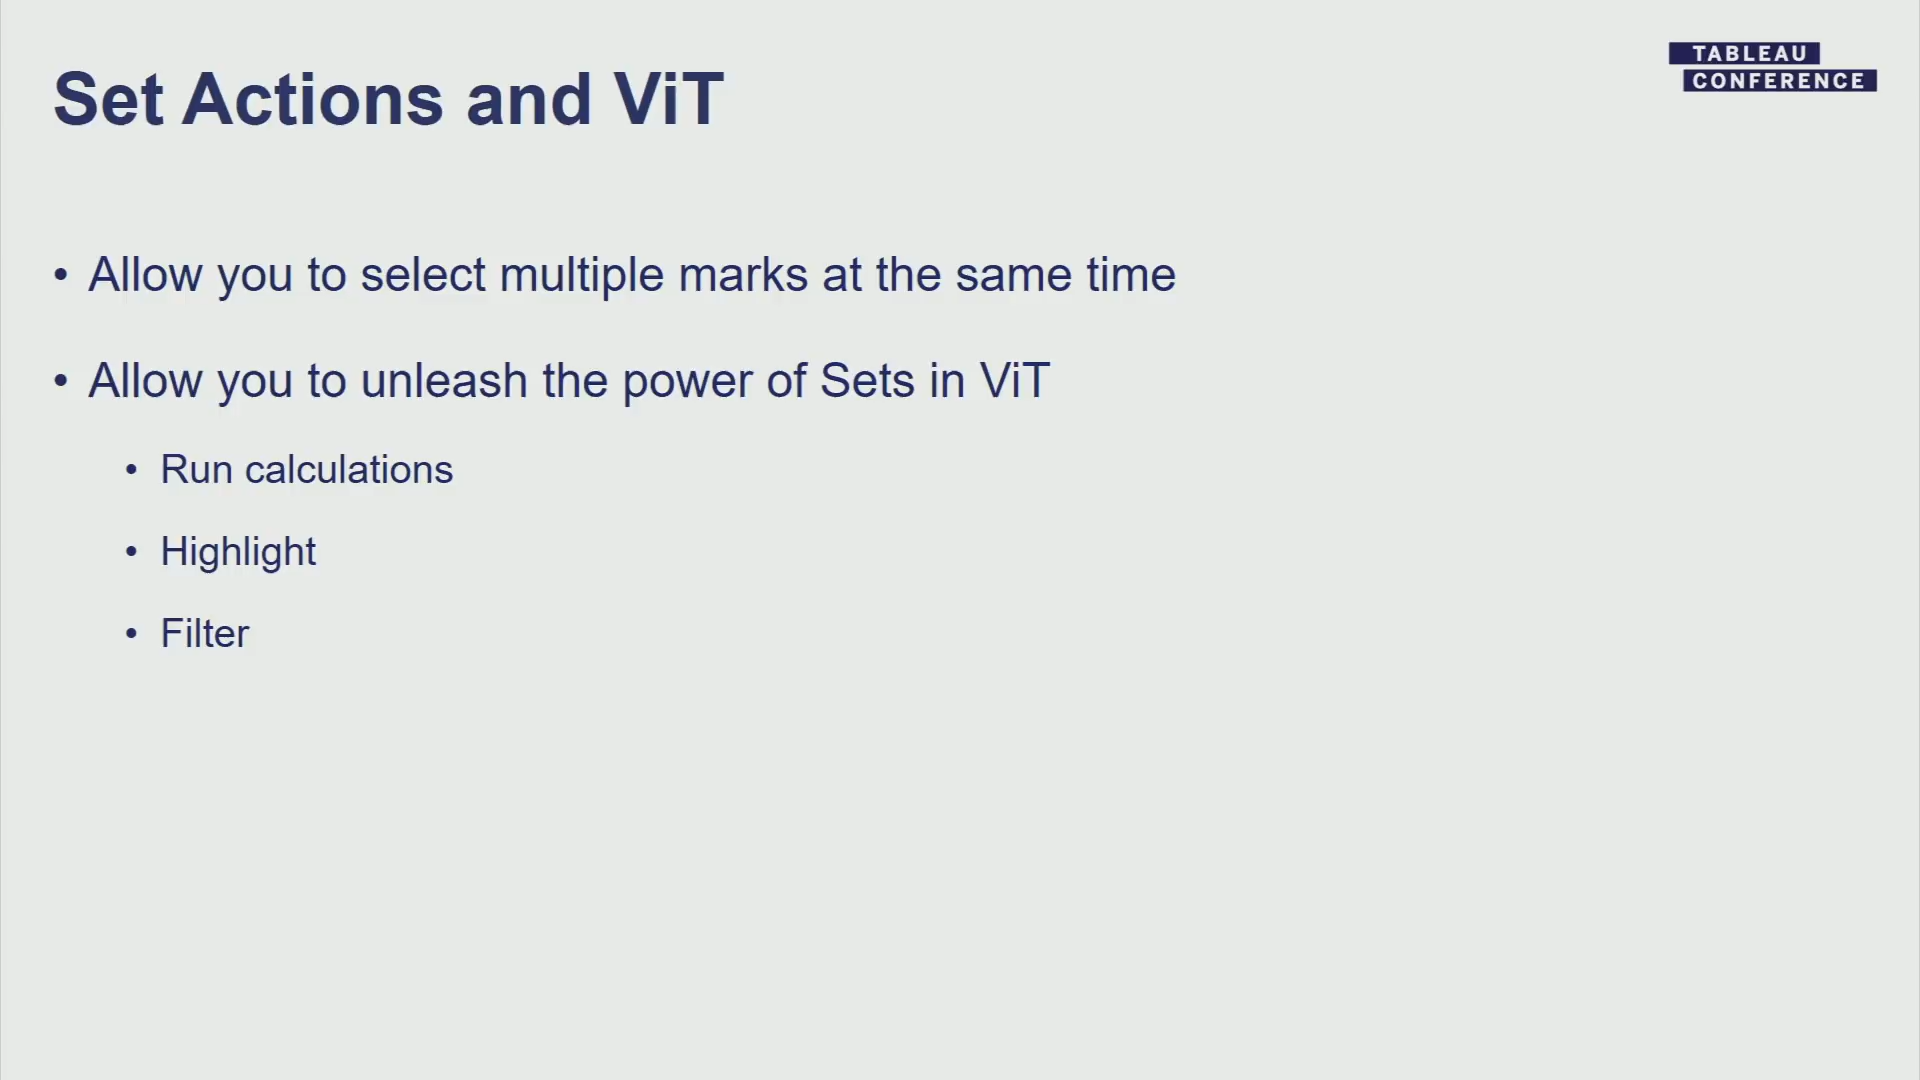 Set Actions and ViT
TABLEAU
CONFERENCE
• Allow you to select multiple marks at the same time
• Allow you to unleash the power of Sets in ViT
• Run calculations
• Highlight
• Filter